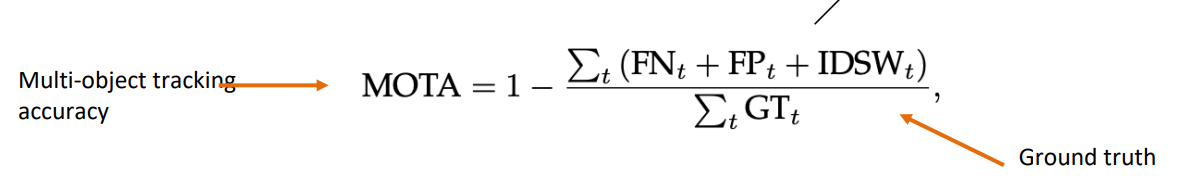 Multi-object tracking
accuracy
MOTA = 1 − ∑t (FNt + FPt + IDSWt) / ∑t GTt ,
Ground truth